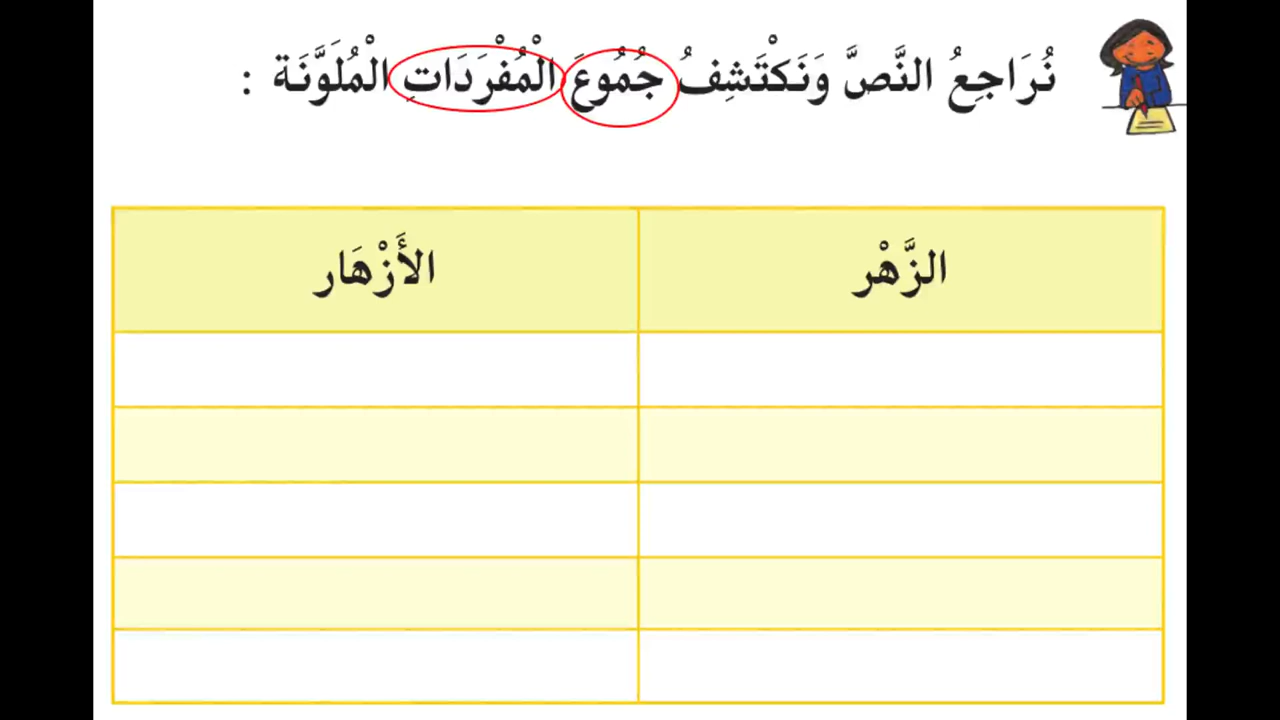 نُرَاجِعُ النَّصَّ وَنَكْتَشِفُ جُمُوعَ الْمُفْرَدَاتِ الْمُلَوَّنَة :
الزَّهْر الأَزْهَار